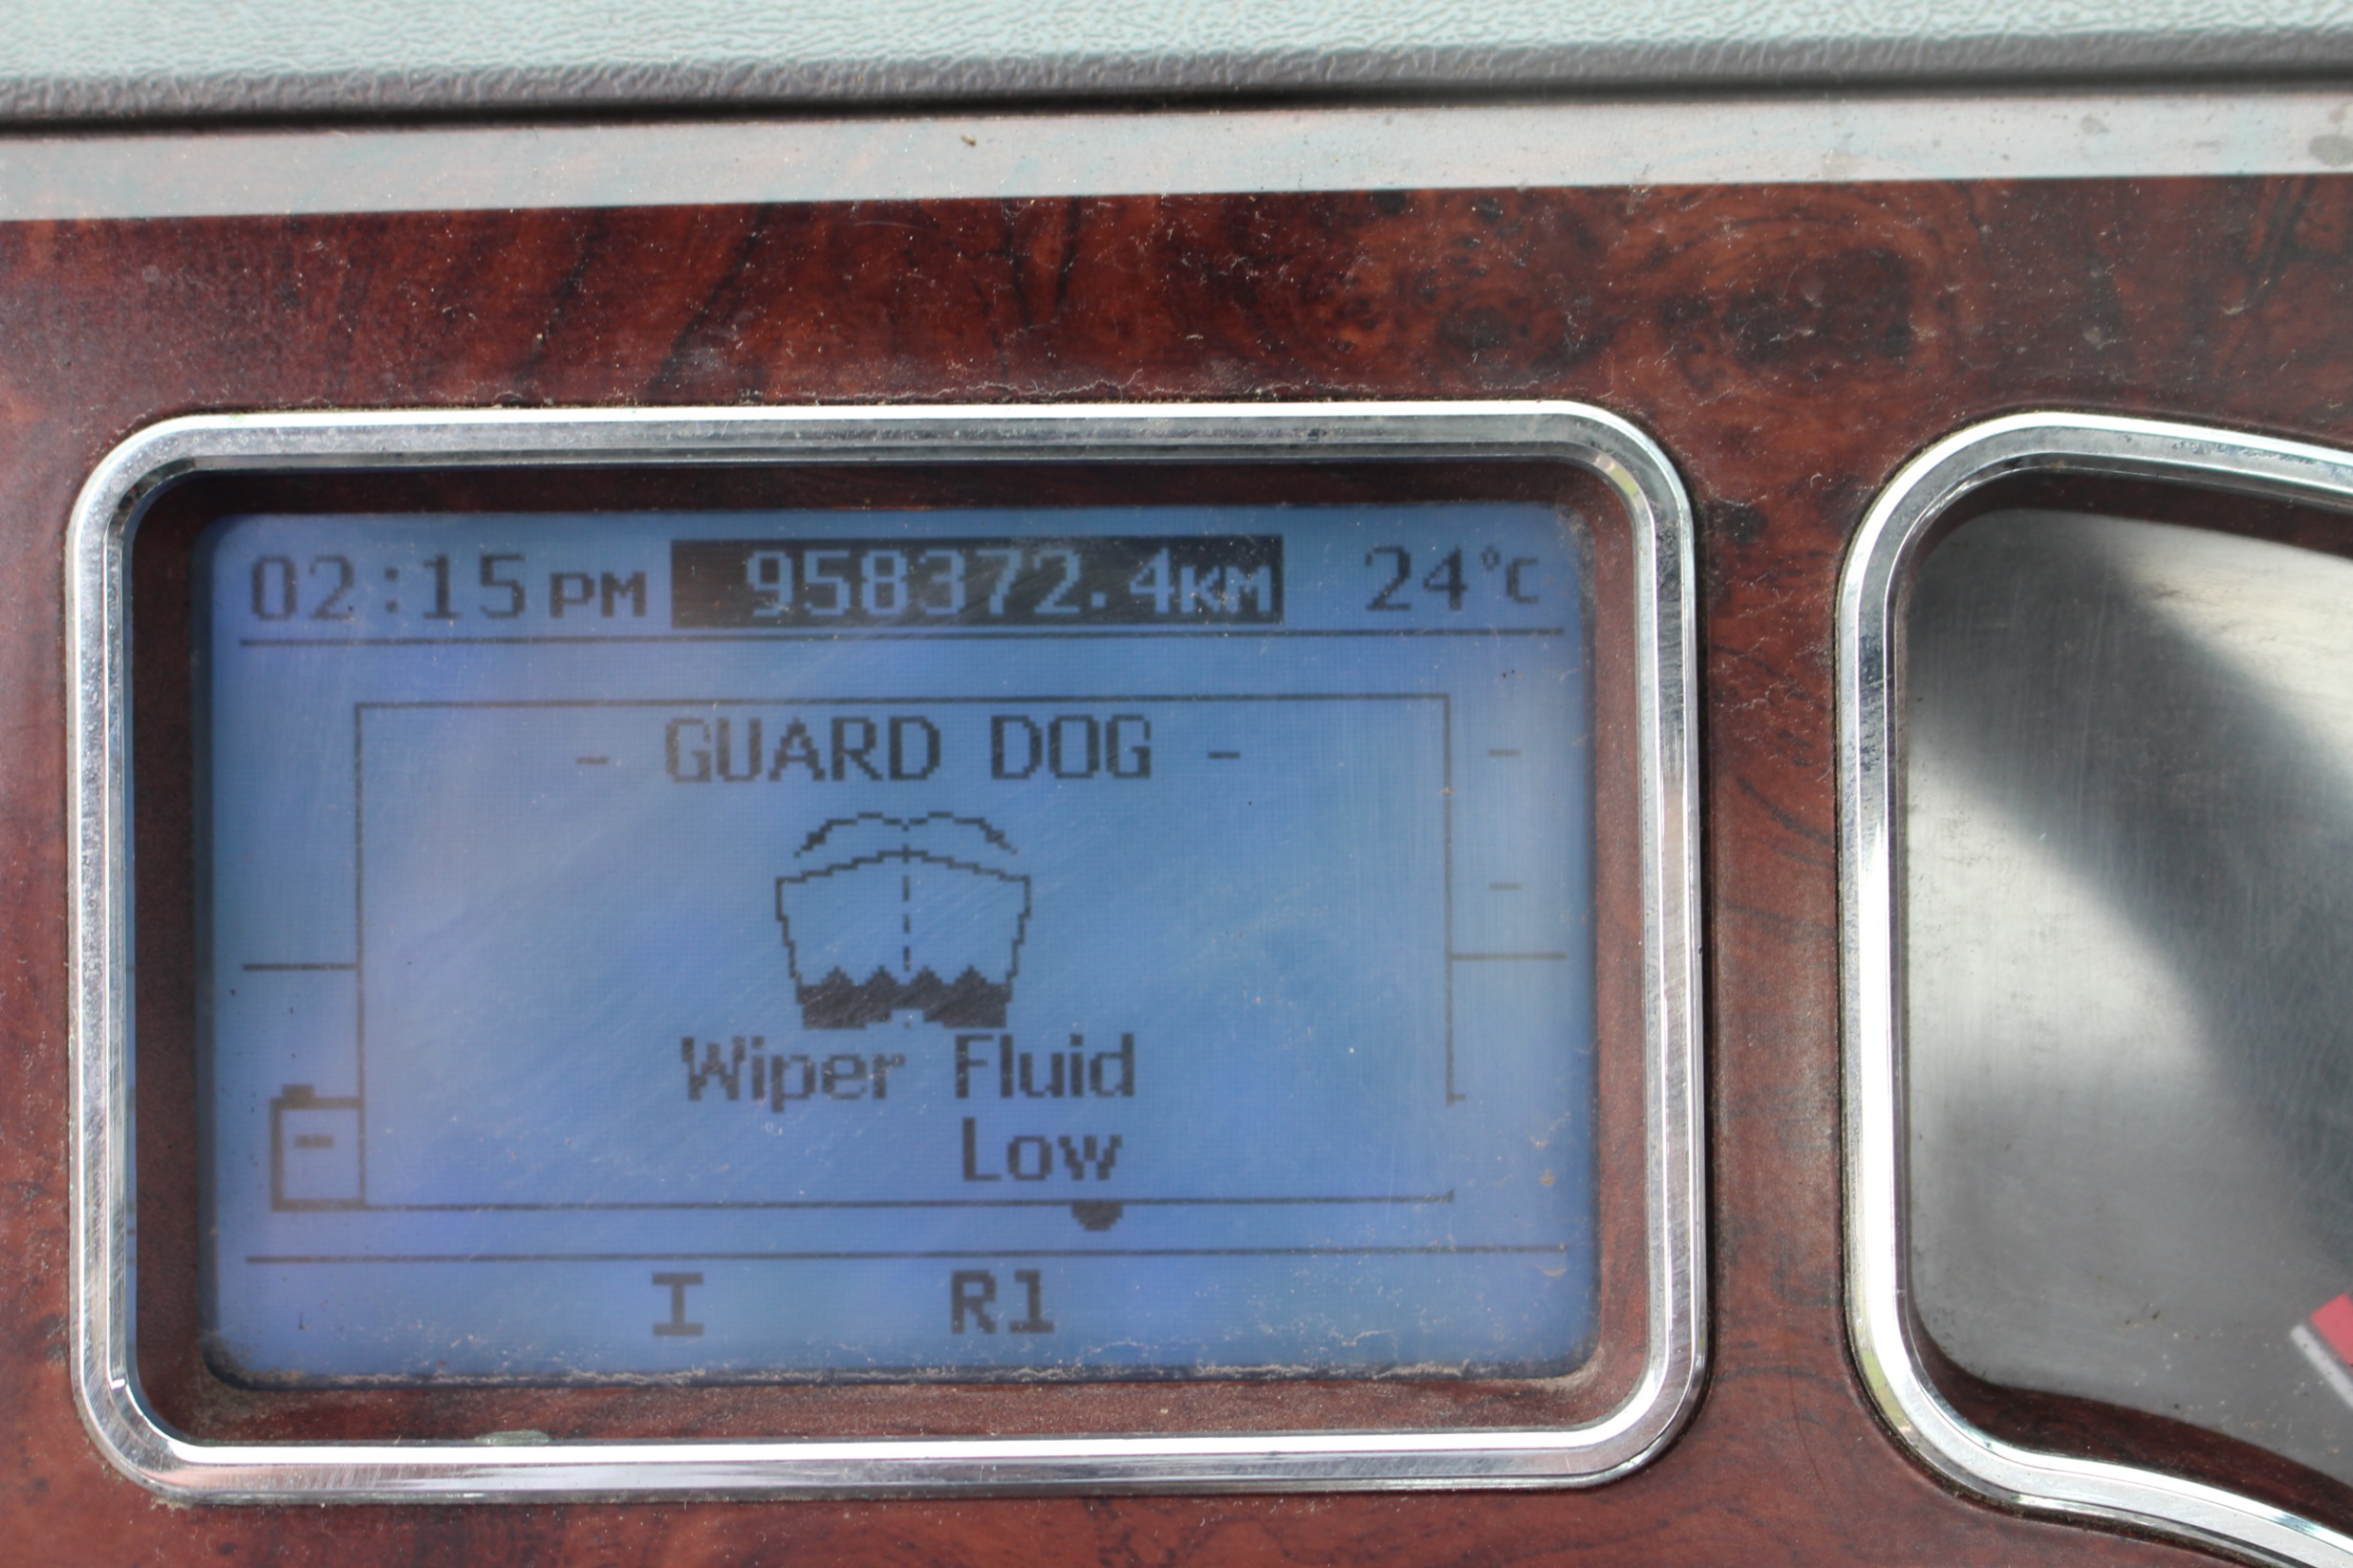 02:15PM 958372.4KM 24°C
- GUARD DOG -
Wiper Fluid
Low
I R1